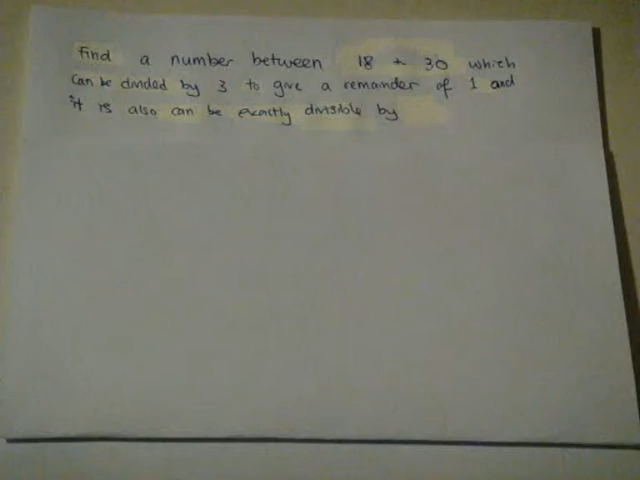 find a number between 18 + 30 which
can be divided by 3 to give a remainder of 1 and
it is also can be exactly divisible by